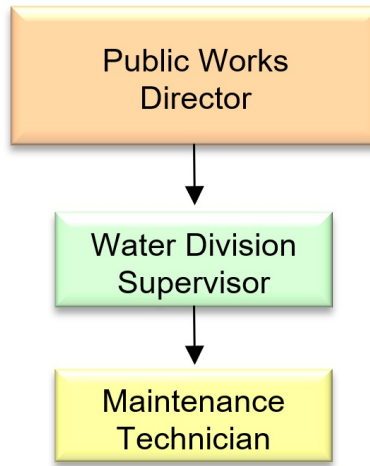 Public Works
Director
Water Division
Supervisor
Maintenance
Technician